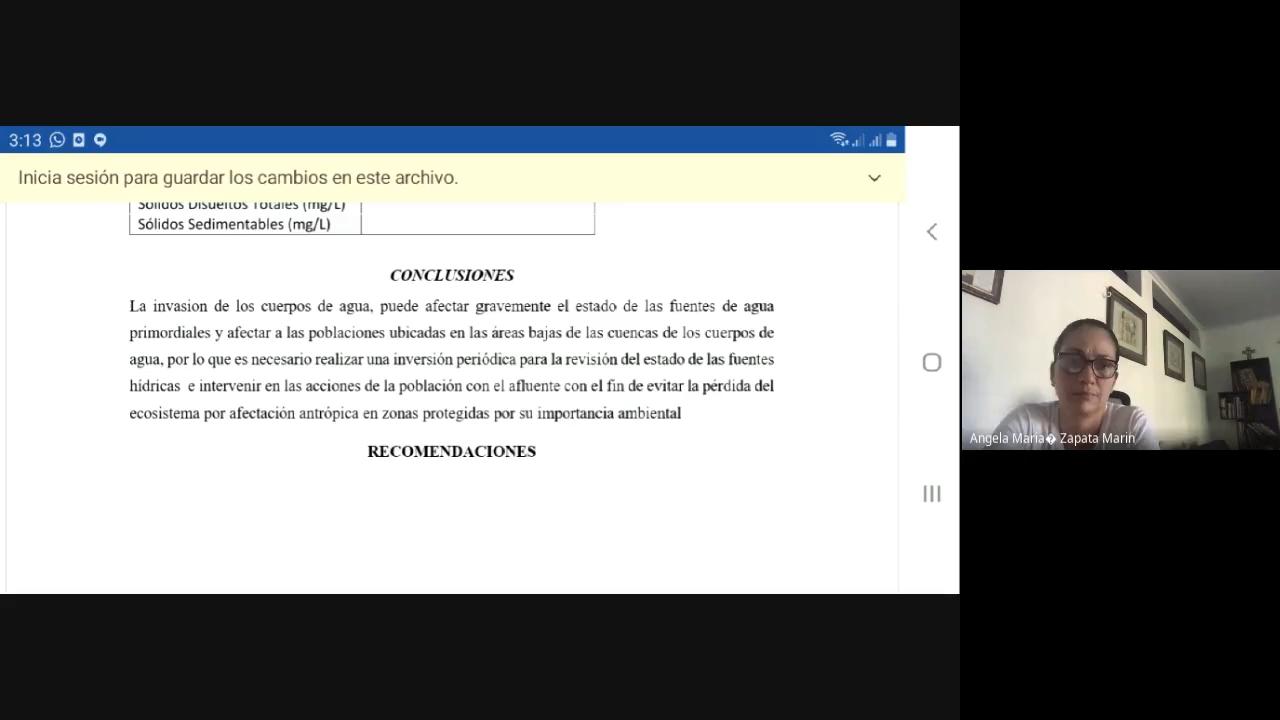 3:13
Inicia sesión para guardar los cambios en este archivo.
Sólidos Disueltos Totales (mg/L)
Sólidos Sedimentables (mg/L)
CONCLUSIONES
La invasion de los cuerpos de agua, puede afectar gravemente el estado de las fuentes de agua
primordiales y afectar a las poblaciones ubicadas en las áreas bajas de las cuencas de los cuerpos de
agua, por lo que es necesario realizar una inversión periódica para la revisión del estado de las fuentes
hídricas e intervenir en las acciones de la población con el afluente con el fin de evitar la pérdida del
ecosistema por afectación antrópica en zonas protegidas por su importancia ambiental
RECOMENDACIONES
Angela Maria� Zapata Marin